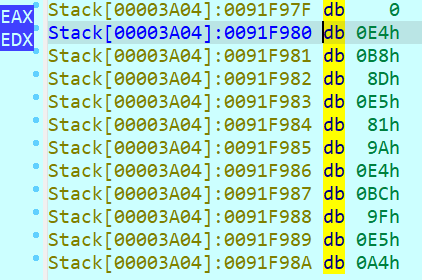 Stack[00003A04]:0091F97F db 0
EAX Stack[00003A04]:0091F980 db 0E4h
EDX Stack[00003A04]:0091F981 db 0B8h
Stack[00003A04]:0091F982 db 8Dh
Stack[00003A04]:0091F983 db 0E5h
Stack[00003A04]:0091F984 db 81h
Stack[00003A04]:0091F985 db 9Ah
Stack[00003A04]:0091F986 db 0E4h
Stack[00003A04]:0091F987 db 0BCh
Stack[00003A04]:0091F988 db 9Fh
Stack[00003A04]:0091F989 db 0E5h
Stack[00003A04]:0091F98A db 0A4h